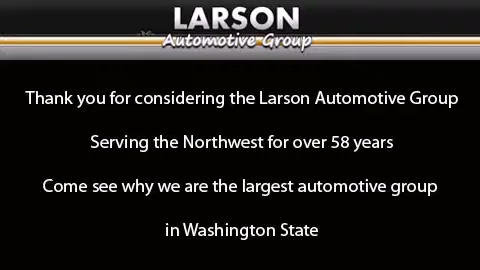 LARSON
Automotive Group
Thank you for considering the Larson Automotive Group
Serving the Northwest for over 58 years
Come see why we are the largest automotive group
in Washington State